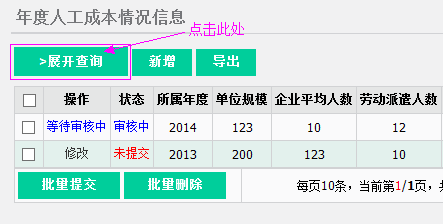 年度人工成本情况信息
点击此处
>展开查询 新增 导出
操作 状态 所属年度 单位规模 企业平均人数 劳动派遣人数
等待审核中 审核中 2014 123 10 12
修改 未提交 2013 200 123 10
批量提交 批量删除 每页10条，当前第1/1页，共